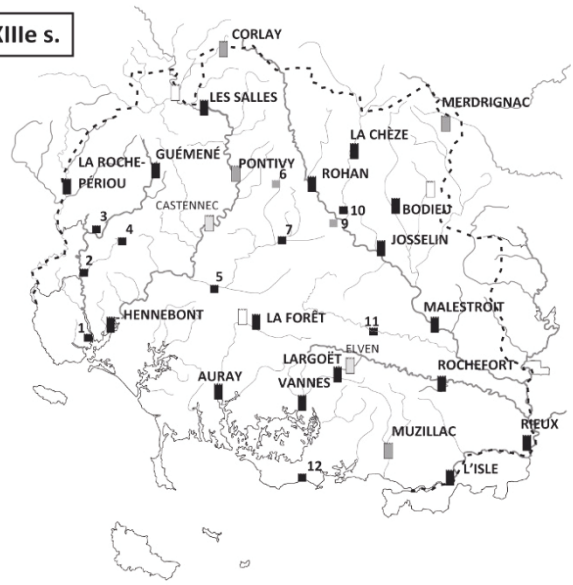 XIIIe s.
CORLAY
LES SALLES
MERDRIGNAC
LA CHÈZE
LA ROCHE-
PÉRIOU
GUÉMENÉ
PONTIVY
6
ROHAN
CASTENNEC
10
BODIEU
9
3
4
7
JOSSELIN
2
5
HENNEBONT
LA FORÊT
11
MALESTROIT
1
ELVEN
LARGOËT
ROCHEFORT
AURAY
VANNES
RIEUX
MUZILLAC
12
L'ISLE